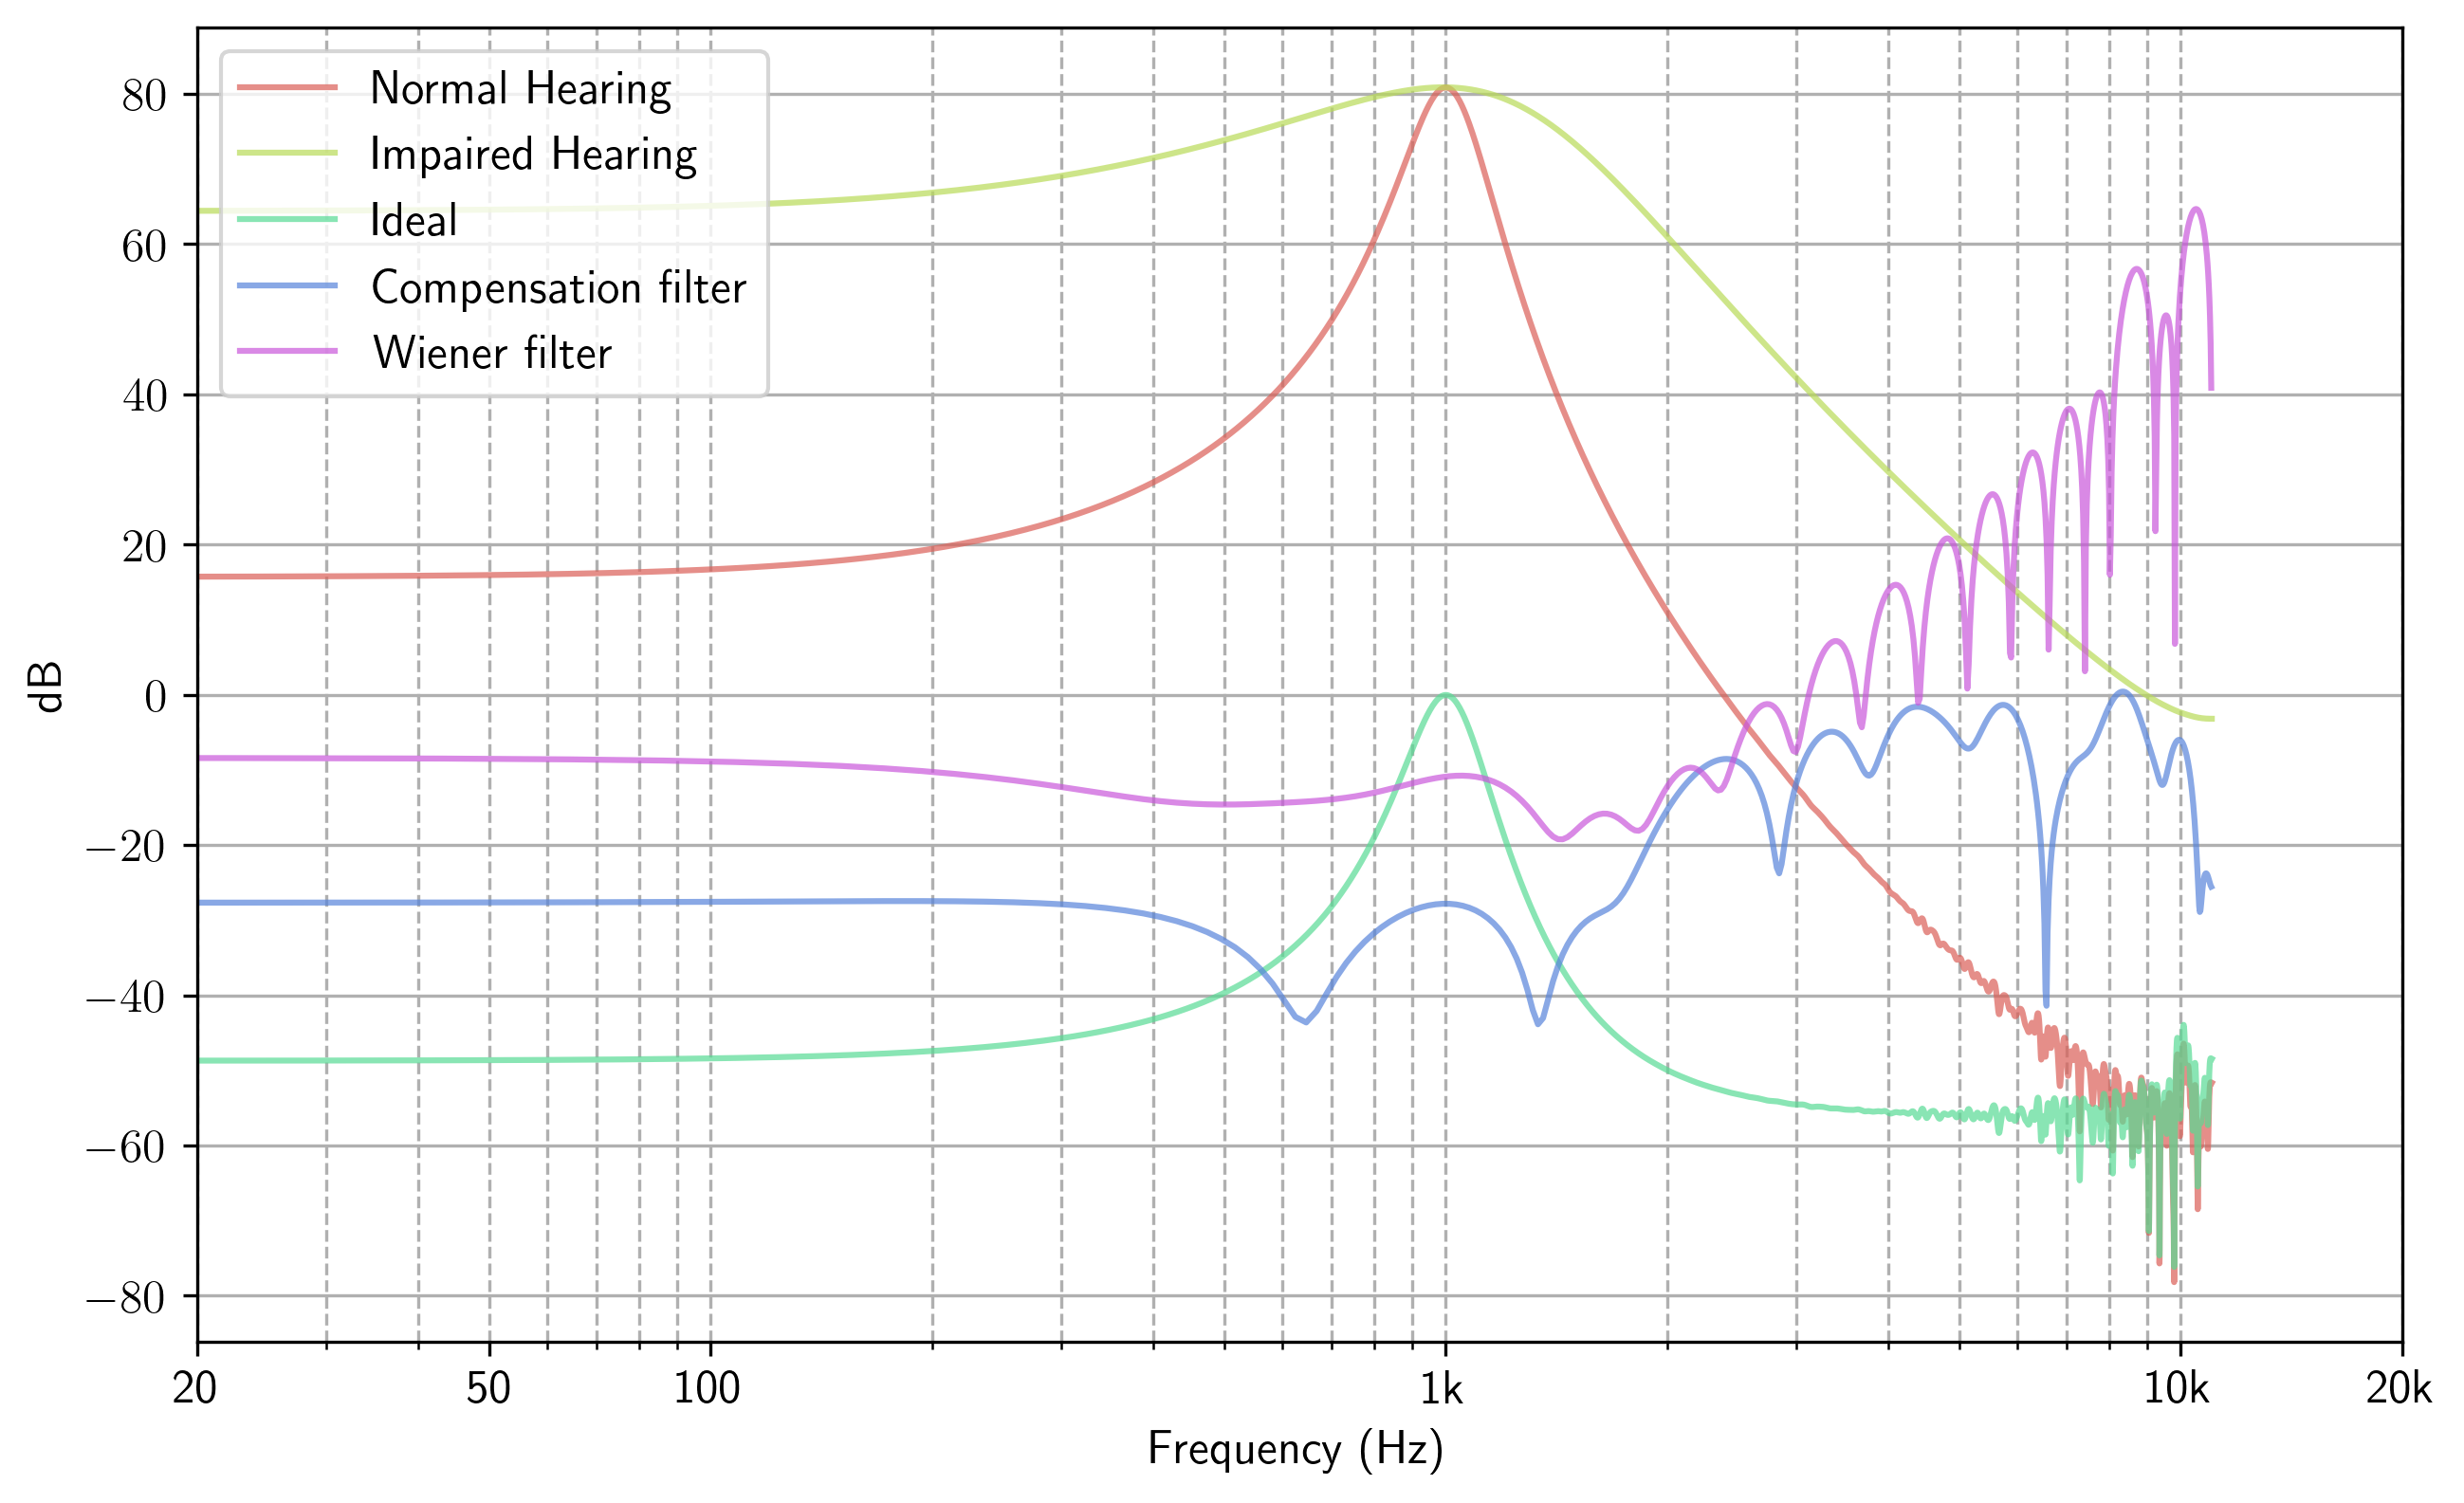 Normal Hearing
Impaired Hearing
Ideal
Compensation filter
Wiener filter
dB
80
60
40
20
0
−20
−40
−60
−80
20 50 100 1k 10k 20k
Frequency (Hz)